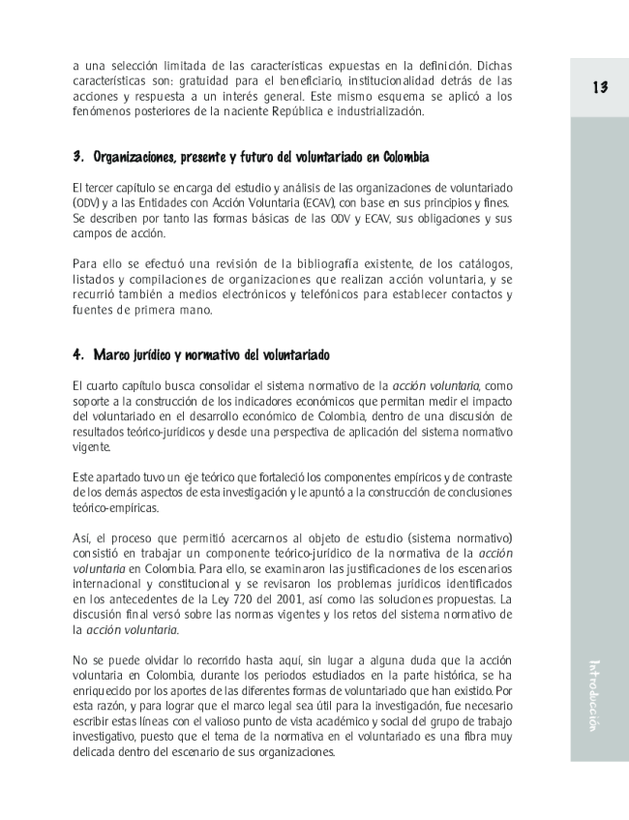 a una selección limitada de las características expuestas en la definición. Dichas
características son: gratuidad para el beneficiario, institucionalidad detrás de las
acciones y respuesta a un interés general. Este mismo esquema se aplicó a los
fenómenos posteriores de la naciente República e industrialización.
13
3. Organizaciones, presente y futuro del voluntariado en Colombia
El tercer capítulo se encarga del estudio y análisis de las organizaciones de voluntariado
(ODV) y a las Entidades con Acción Voluntaria (ECAV), con base en sus principios y fines.
Se describen por tanto las formas básicas de las ODV y ECAV, sus obligaciones y sus
campos de acción.
Para ello se efectuó una revisión de la bibliografía existente, de los catálogos,
listados y compilaciones de organizaciones que realizan acción voluntaria, y se
recurrió también a medios electrónicos y telefónicos para establecer contactos y
fuentes de primera mano.
4. Marco jurídico y normativo del voluntariado
El cuarto capítulo busca consolidar el sistema normativo de la acción voluntaria, como
soporte a la construcción de los indicadores económicos que permitan medir el impacto
del voluntariado en el desarrollo económico de Colombia, dentro de una discusión de
resultados teórico-jurídicos y desde una perspectiva de aplicación del sistema normativo
vigente.
Este apartado tuvo un eje teórico que fortaleció los componentes empíricos y de contraste
de los demás aspectos de esta investigación y le apuntó a la construcción de conclusiones
teórico-empíricas.
Así, el proceso que permitió acercarnos al objeto de estudio (sistema normativo)
consistió en trabajar un componente teórico-jurídico de la normativa de la acción
voluntaria en Colombia. Para ello, se examinaron las justificaciones de los escenarios
internacional y constitucional y se revisaron los problemas jurídicos identificados
en los antecedentes de la Ley 720 del 2001, así como las soluciones propuestas. La
discusión final versó sobre las normas vigentes y los retos del sistema normativo de
la acción voluntaria.
No se puede olvidar lo recorrido hasta aquí, sin lugar a alguna duda que la acción
voluntaria en Colombia, durante los periodos estudiados en la parte histórica, se ha
enriquecido por los aportes de las diferentes formas de voluntariado que han existido. Por
esta razón, y para lograr que el marco legal sea útil para la investigación, fue necesario
escribir estas líneas con el valioso punto de vista académico y social del grupo de trabajo
investigativo, puesto que el tema de la normativa en el voluntariado es una fibra muy
delicada dentro del escenario de sus organizaciones.
Introducción